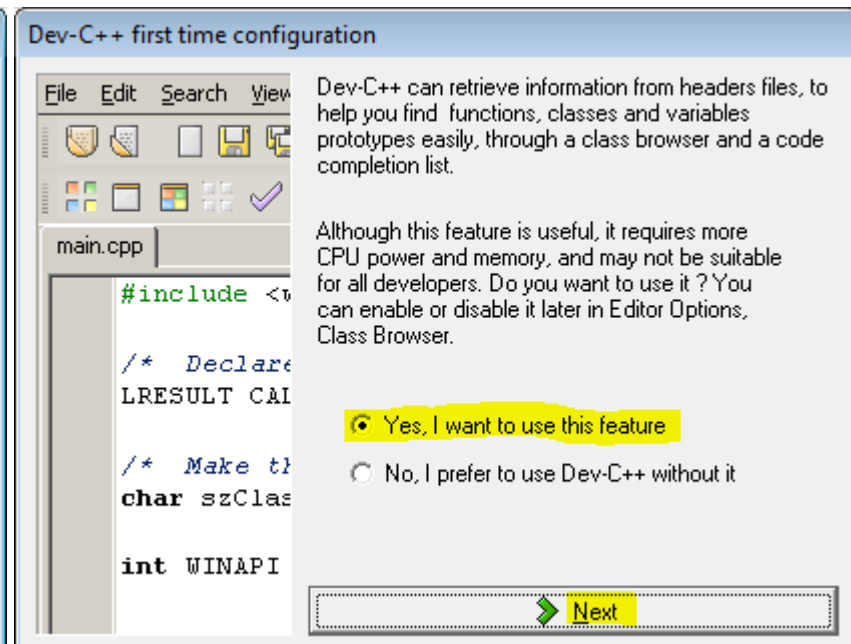 Dev-C++ first time configuration
File Edit Search View
main.cpp
#include <w
/* Declare
LRESULT CAL
/* Make th
char szClas
int WINAPI
Dev-C++ can retrieve information from headers files, to
help you find functions, classes and variables
prototypes easily, through a class browser and a code
completion list.
Although this feature is useful, it requires more
CPU power and memory, and may not be suitable
for all developers. Do you want to use it ? You
can enable or disable it later in Editor Options,
Class Browser.
Yes, I want to use this feature
No, I prefer to use Dev-C++ without it
Next